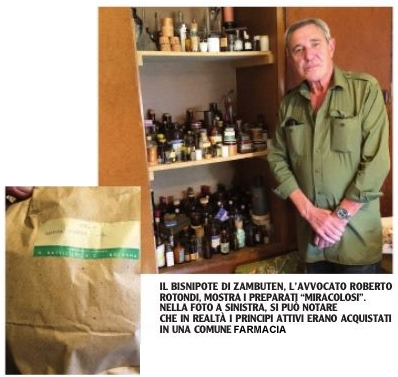 IL BISNIPOTE DI ZAMBUTEN, L'AVVOCATO ROBERTO
ROTONDI, MOSTRA I PREPARATI "MIRACOLOSI".
NELLA FOTO A SINISTRA, SI PUÒ NOTARE
CHE IN REALTÀ I PRINCIPI ATTIVI ERANO ACQUISTATI
IN UNA COMUNE FARMACIA